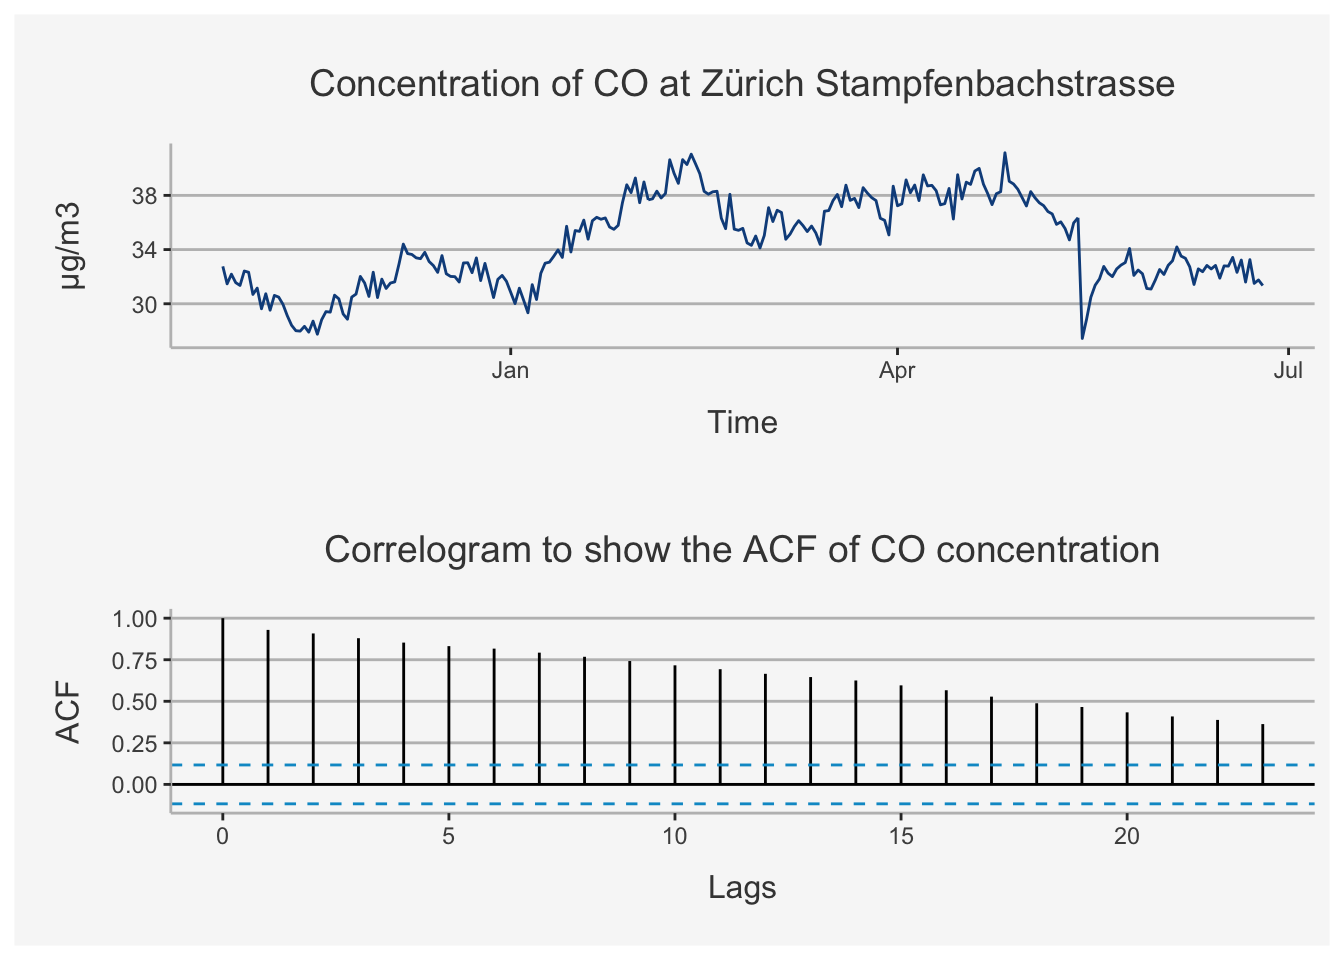 Concentration of CO at Zürich Stampfenbachstrasse
µg/m3
38
34
30
Jan Apr Jul
Time
Correlogram to show the ACF of CO concentration
ACF
1.00
0.75
0.50
0.25
0.00
0 5 10 15 20
Lags